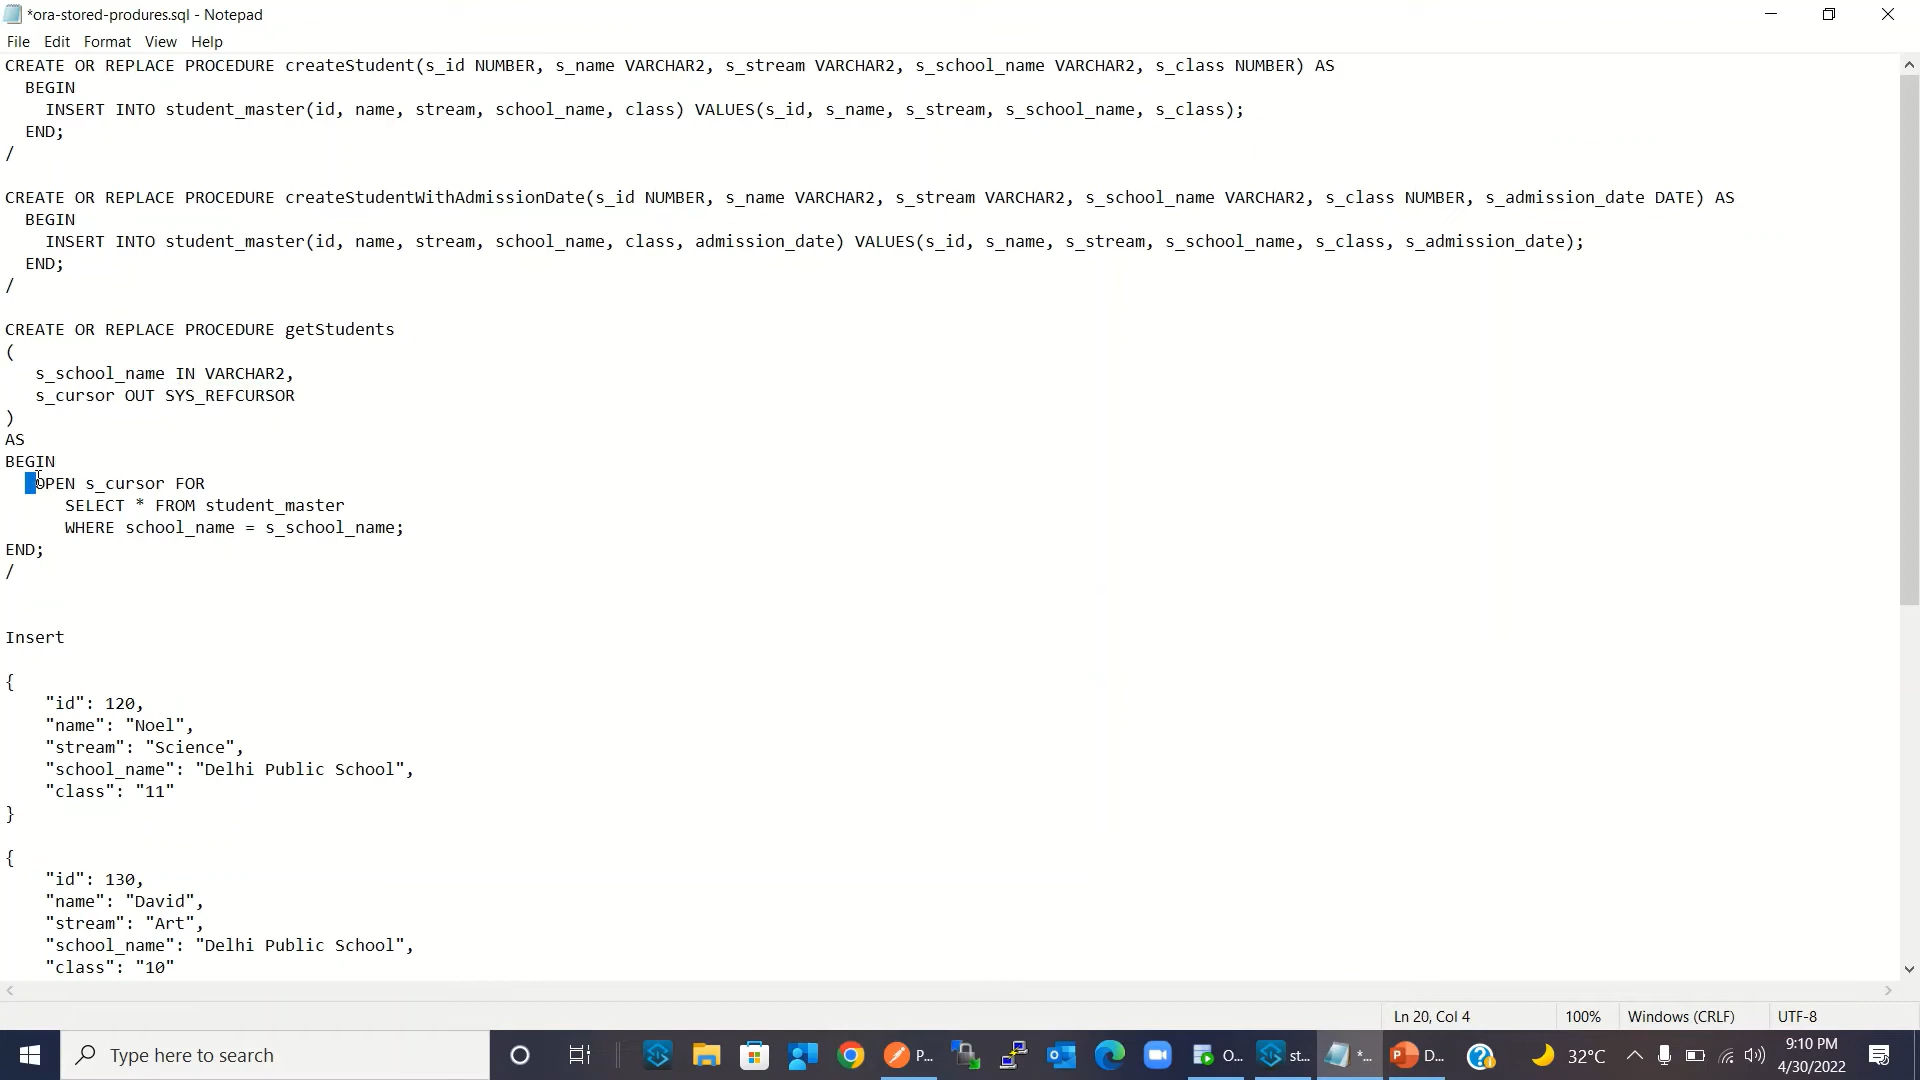 *ora-stored-produres.sql - Notepad
File Edit Format View Help
CREATE OR REPLACE PROCEDURE createStudent(s_id NUMBER, s_name VARCHAR2, s_stream VARCHAR2, s_school_name VARCHAR2, s_class NUMBER) AS
BEGIN
INSERT INTO student_master(id, name, stream, school_name, class) VALUES(s_id, s_name, s_stream, s_school_name, s_class);
END;
/
CREATE OR REPLACE PROCEDURE createStudentWithAdmissionDate(s_id NUMBER, s_name VARCHAR2, s_stream VARCHAR2, s_school_name VARCHAR2, s_class NUMBER, s_admission_date DATE) AS
BEGIN
INSERT INTO student_master(id, name, stream, school_name, class, admission_date) VALUES(s_id, s_name, s_stream, s_school_name, s_class, s_admission_date);
END;
/
CREATE OR REPLACE PROCEDURE getStudents
(
s_school_name IN VARCHAR2,
s_cursor OUT SYS_REFCURSOR
)
AS
BEGIN
OPEN s_cursor FOR
SELECT * FROM student_master
WHERE school_name = s_school_name;
END;
/
Insert
{
"id": 120,
"name": "Noel",
"stream": "Science",
"school_name": "Delhi Public School",
"class": "11"
}
{
"id": 130,
"name": "David",
"stream": "Art",
"school_name": "Delhi Public School",
"class": "10"
Ln 20, Col 4 100% Windows (CRLF) UTF-8
Type here to search P... O... st... *... D... 32°C 9:10 PM
4/30/2022